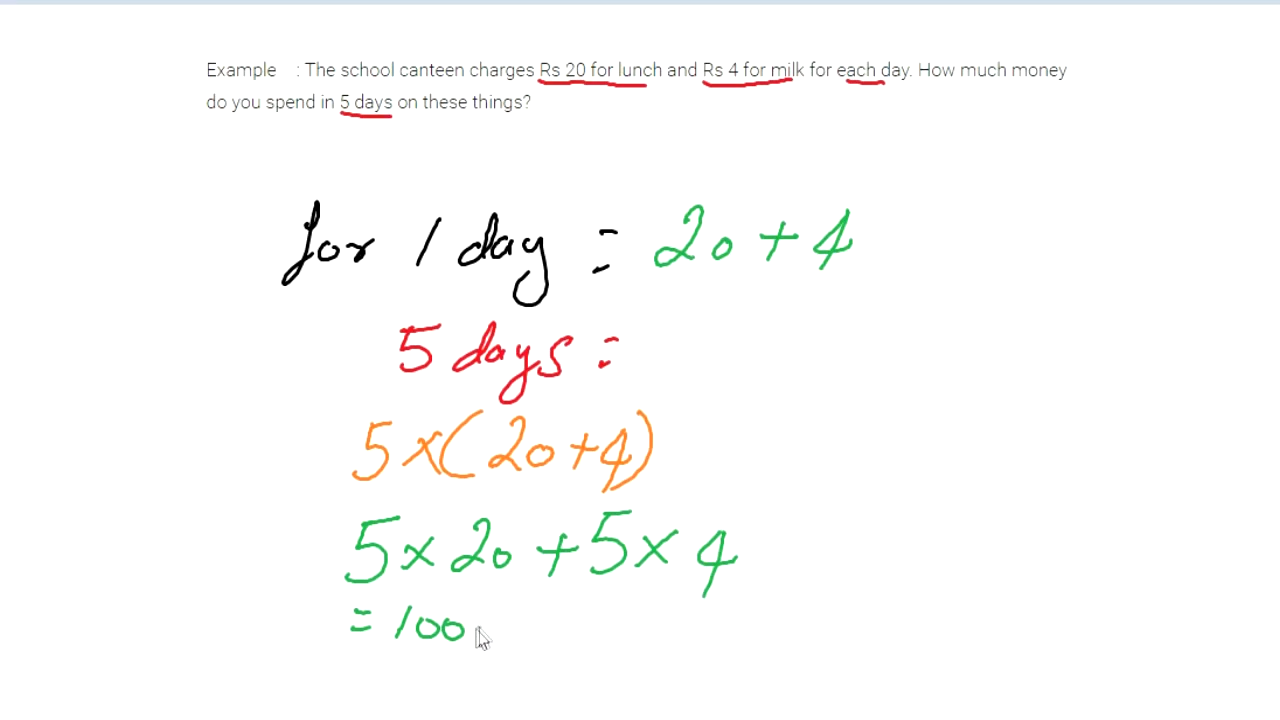 Example : The school canteen charges Rs 20 for lunch and Rs 4 for milk for each day. How much money
do you spend in 5 days on these things?
for 1 day = 20 + 4
5 days =
5 × ( 20 + 4 )
5 × 20 + 5 × 4
= 100